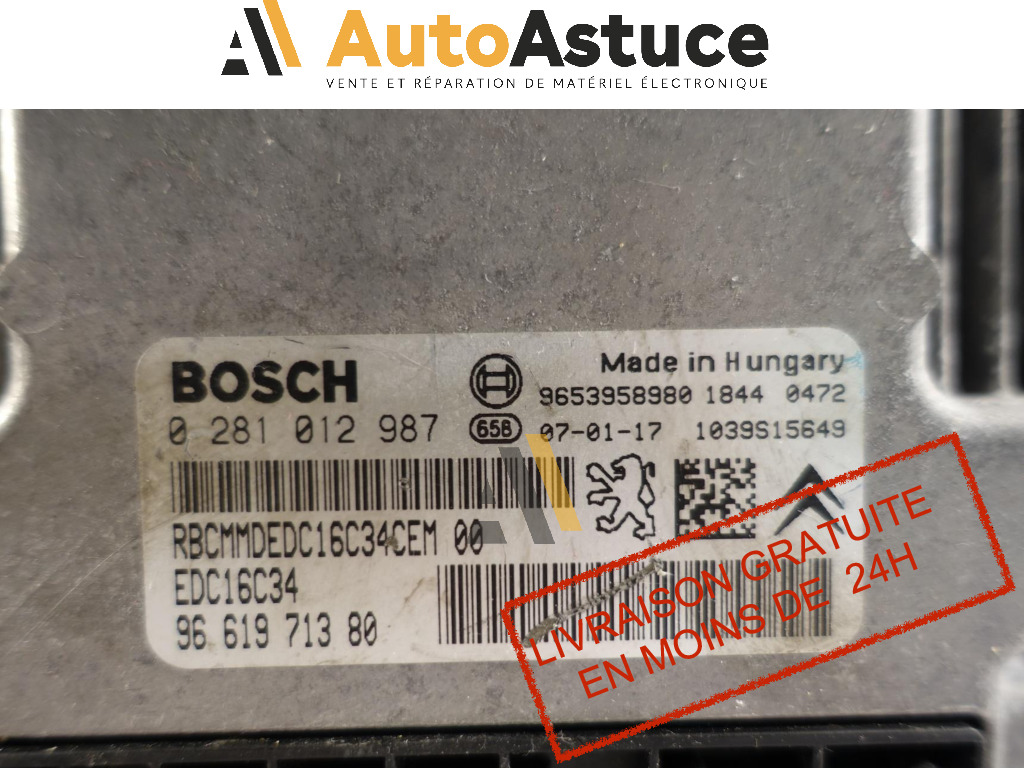 AutoAstuce
VENTE ET RÉPARATION DE MATÉRIEL ÉLECTRONIQUE
BOSCH
Made in Hungary
9653958980 1844 0472
0 281 012 987
656
07-01-17 1039S15649
RBCMMDEDC16C34CEM 00
EDC16C34
96 619 713 80
LIVRAISON GRATUITE
EN MOINS DE 24H